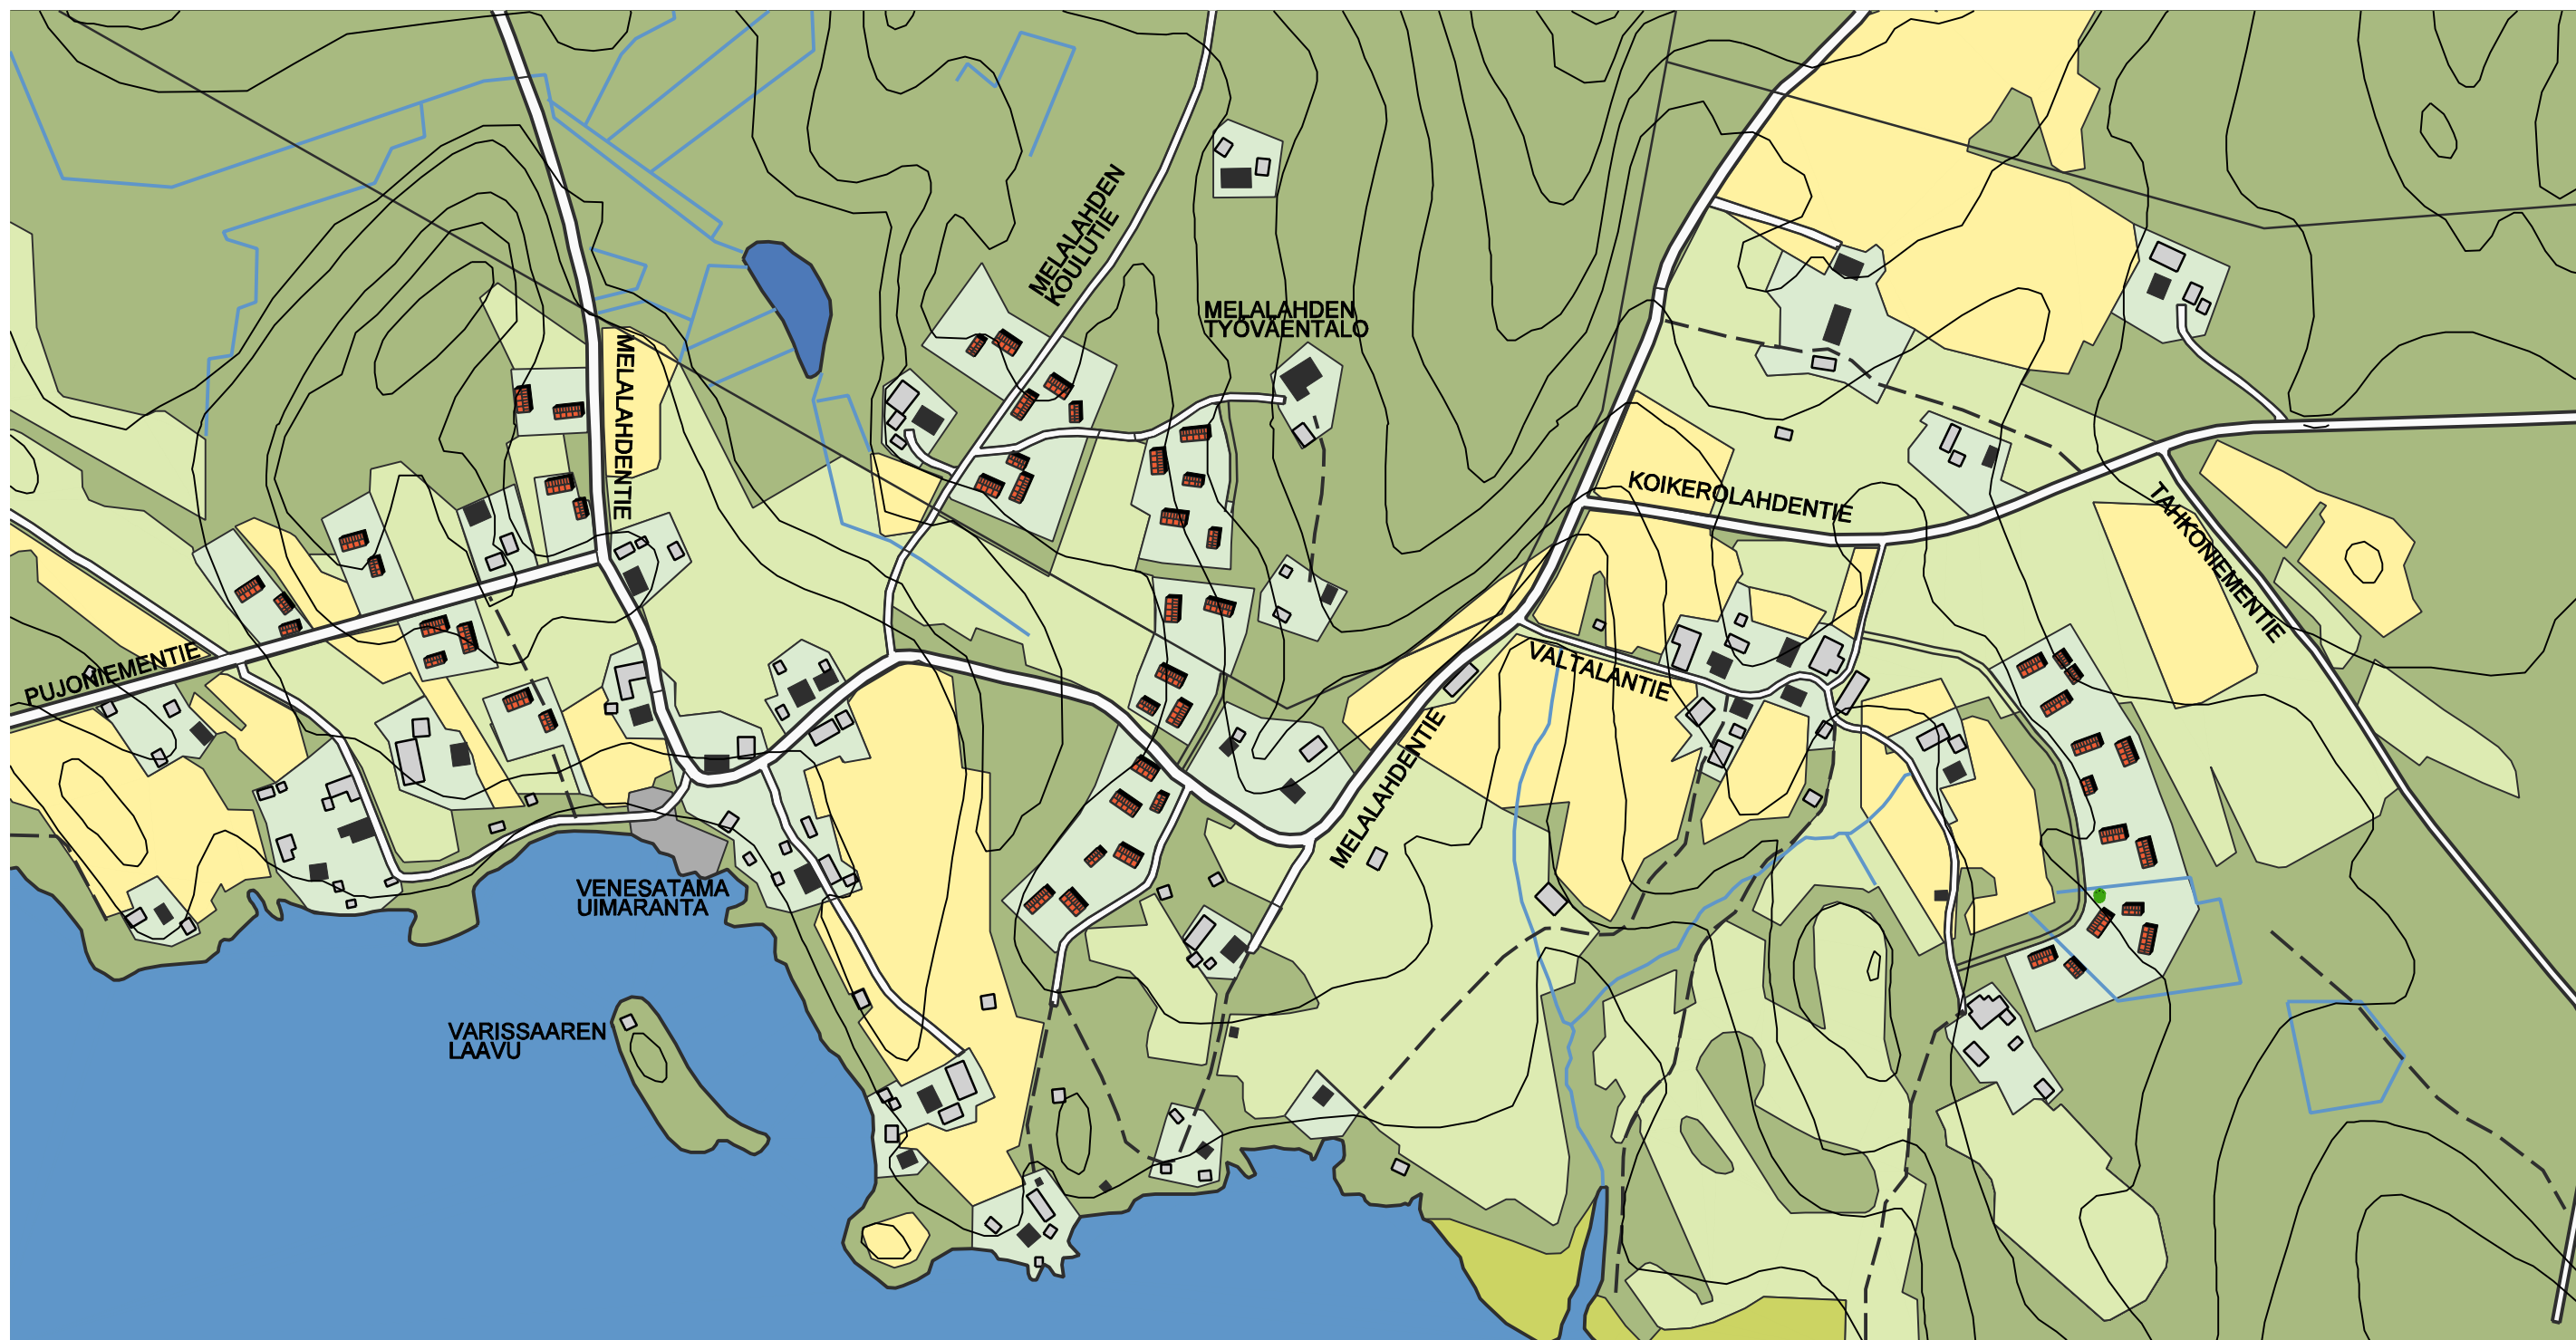 MELALAHDEN
KOULUTIE
MELALAHDEN
TYÖVÄENTALO
MELALAHDENTIE
KOIKEROLAHDENTIE
TAHKONIEMENTIE
PUJONIEMENTIE
VALTALANTIE
MELALAHDENTIE
VENESATAMA
UIMARANTA
VARISSAAREN
LAAVU